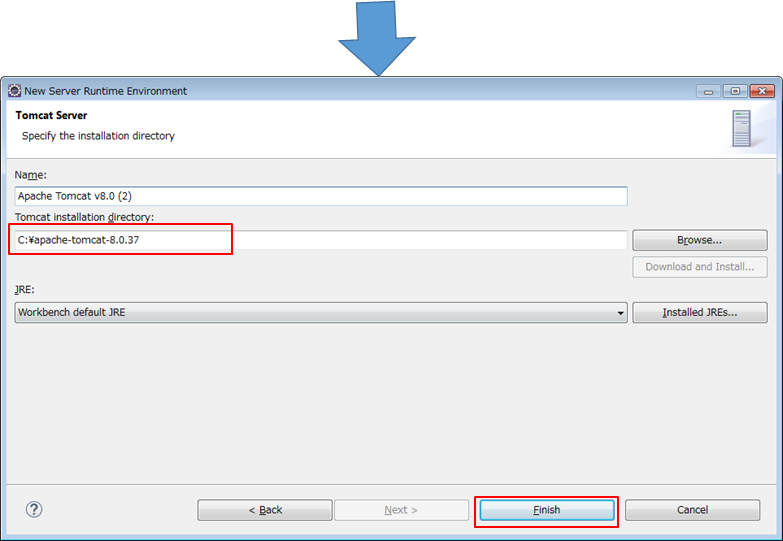 New Server Runtime Environment
Tomcat Server
Specify the installation directory
Name:
Apache Tomcat v8.0 (2)
Tomcat installation directory:
C:¥apache-tomcat-8.0.37
Browse...
Download and Install...
JRE:
Workbench default JRE
Installed JREs...
?
< Back
Next >
Finish
Cancel